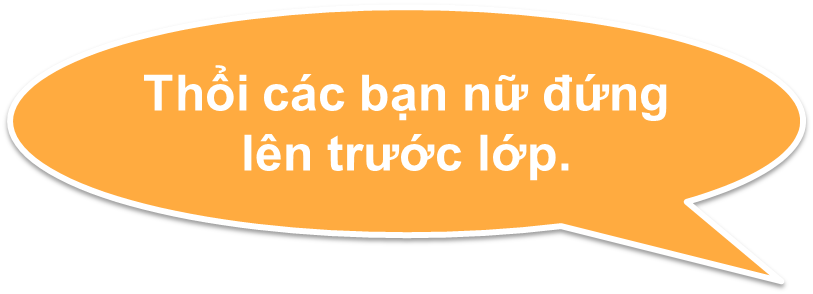 Thổi các bạn nữ đứng
lên trước lớp.